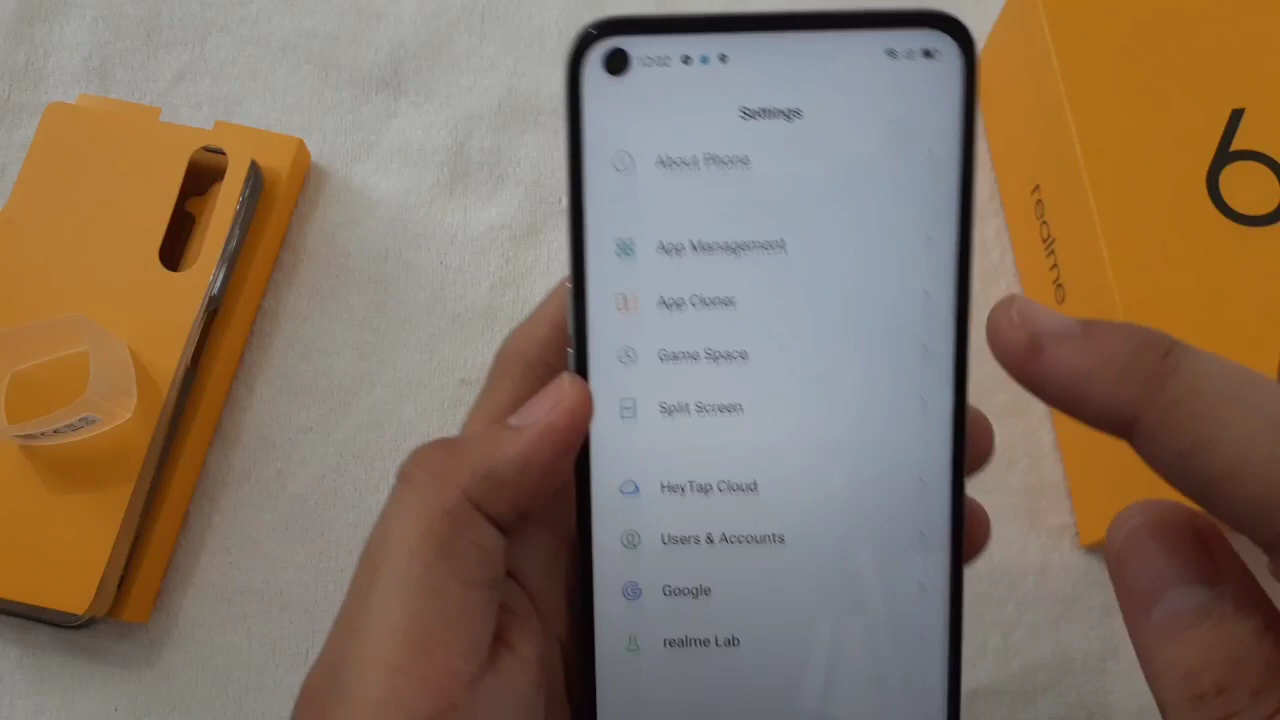 Settings
About Phone
App Management
App Cloner
Game Space
Split Screen
HeyTap Cloud
Users & Accounts
Google
realme Lab
realme
6